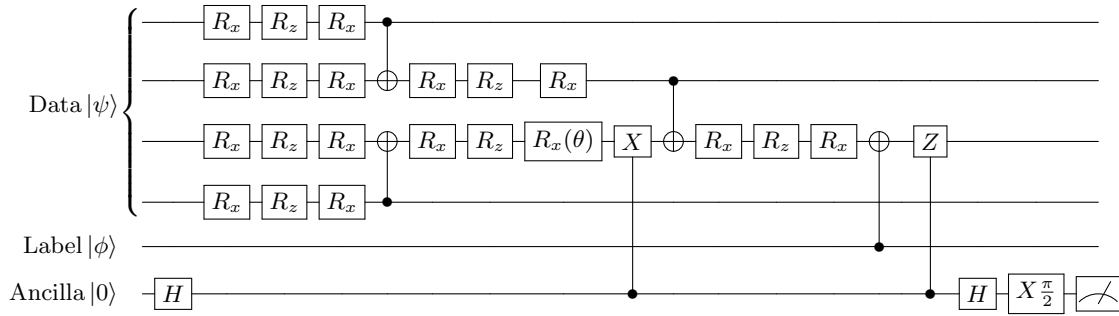 R_x R_z R_x
Data |ψ⟩ R_x R_z R_x R_x R_z R_x
R_x R_z R_x R_x R_z R_x(θ) X R_x R_z R_x Z
R_x R_z R_x
Label |φ⟩
Ancilla |0⟩ H H X π/2